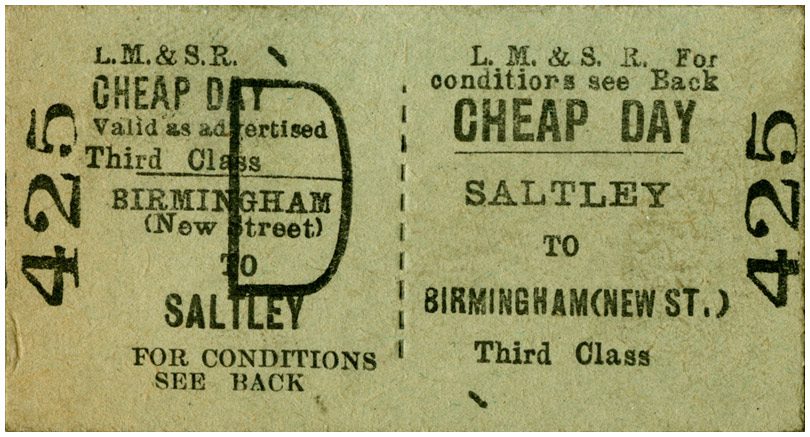 L. M. & S. R.
CHEAP DAY
Valid as advertised
Third Class
BIRMINGHAM
(New Street)
TO
SALTLEY
FOR CONDITIONS
SEE BACK
425
D
L. M. & S. R. For
conditions see Back
CHEAP DAY
SALTLEY
TO
BIRMINGHAM(NEW ST.)
Third Class
425